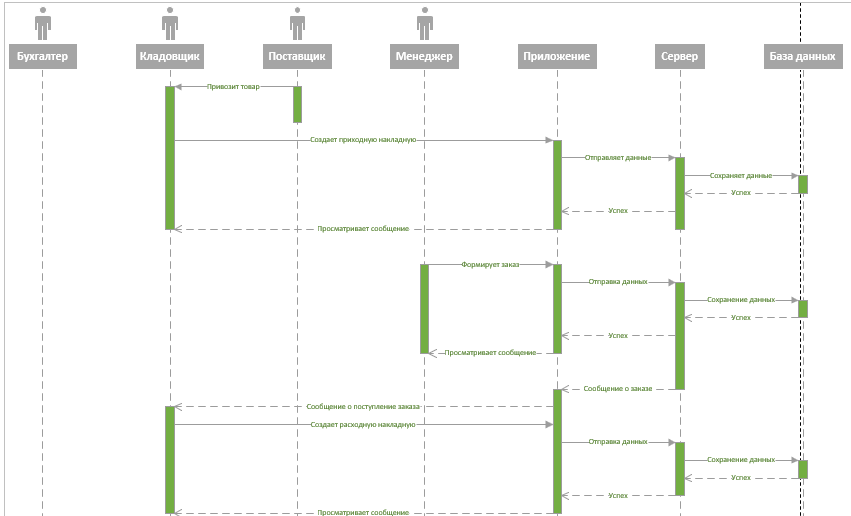 Бухгалтер
Кладовщик
Поставщик
Менеджер
Приложение
Сервер
База данных
Привозит товар
Создает приходную накладную
Отправляет данные
Сохраняет данные
Успех
Успех
Просматривает сообщение
Формирует заказ
Отправка данных
Сохранение данных
Успех
Успех
Просматривает сообщение
Сообщение о заказе
Сообщение о поступление заказа
Создает расходную накладную
Отправка данных
Сохранение данных
Успех
Успех
Просматривает сообщение